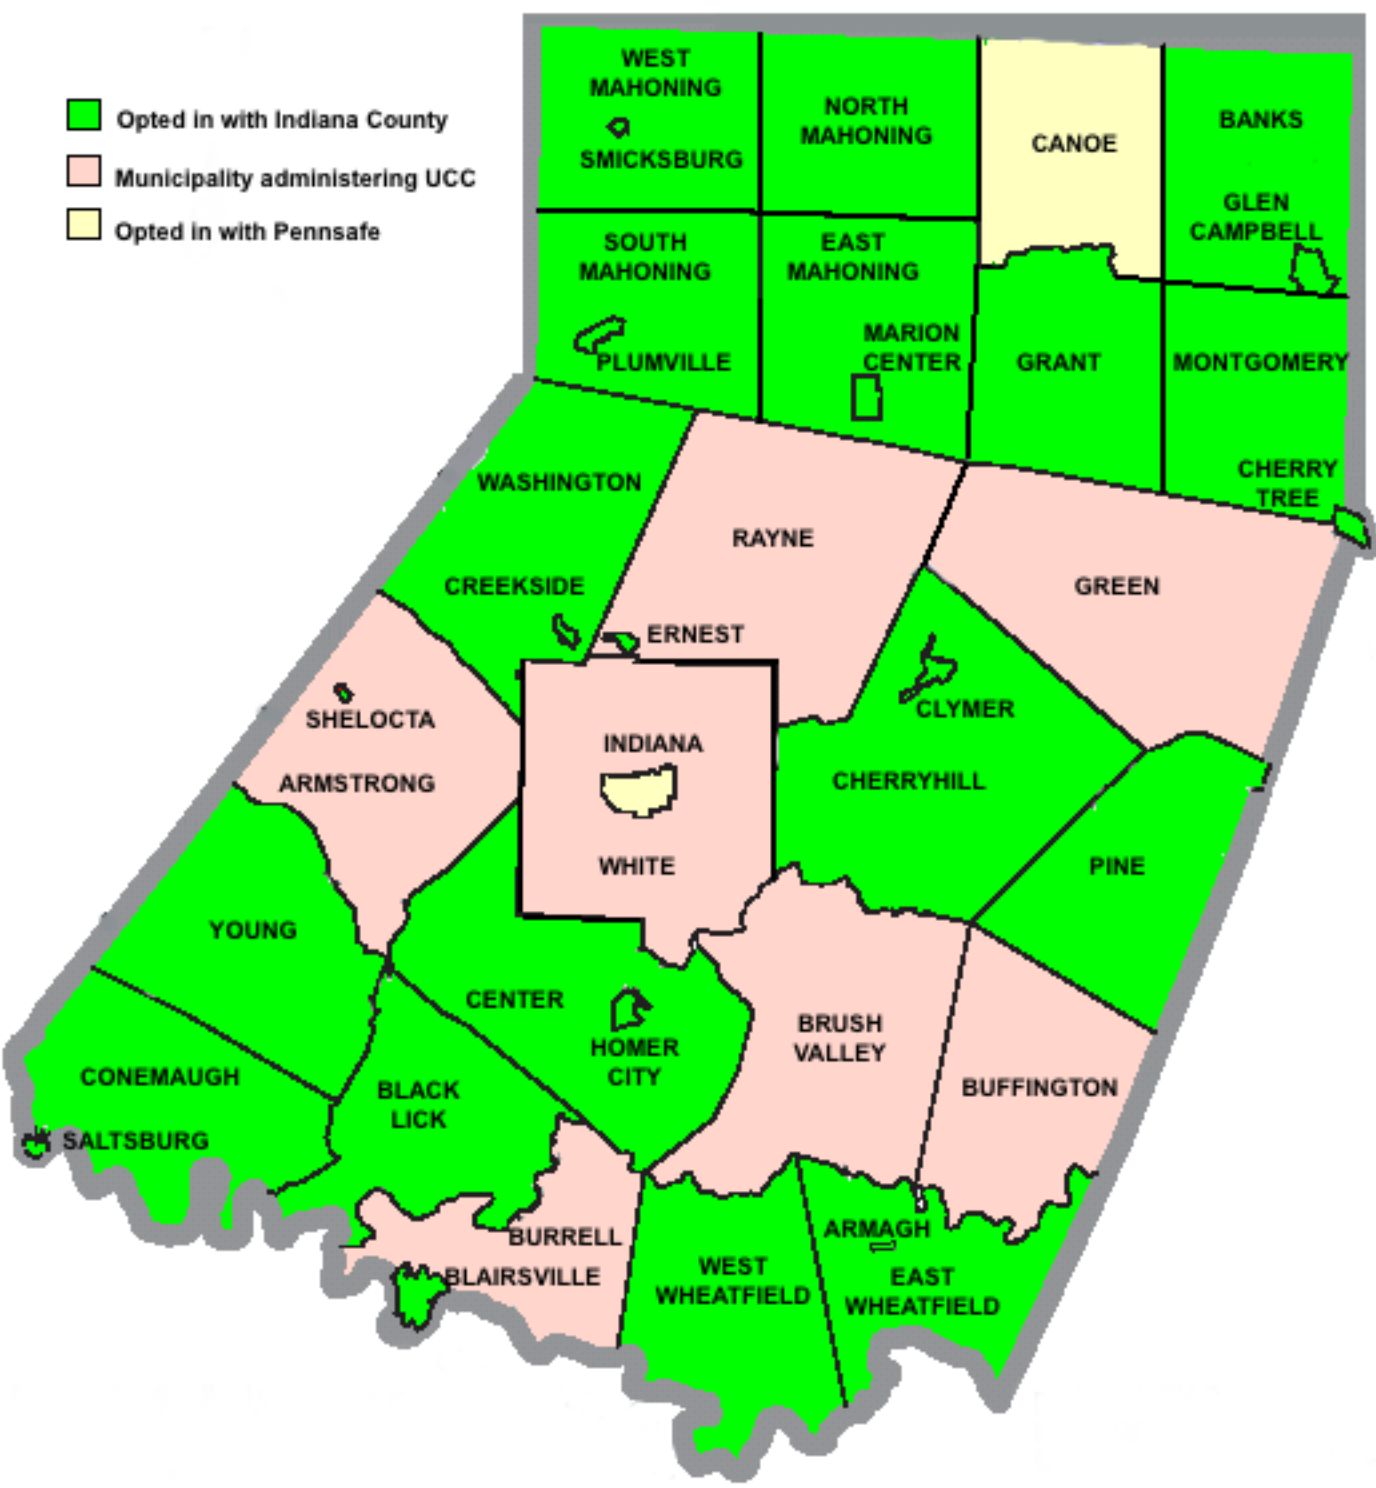 Opted in with Indiana County
Municipality administering UCC
Opted in with Pennsafe
WEST
MAHONING
SMICKSBURG
NORTH
MAHONING
CANOE
BANKS
GLEN
CAMPBELL
SOUTH
MAHONING
PLUMVILLE
EAST
MAHONING
MARION
CENTER
GRANT
MONTGOMERY
CHERRY
TREE
WASHINGTON
CREEKSIDE
RAYNE
ERNEST
GREEN
SHELOCTA
ARMSTRONG
INDIANA
WHITE
CLYMER
CHERRYHILL
PINE
YOUNG
CENTER
HOMER
CITY
BRUSH
VALLEY
BUFFINGTON
CONEMAUGH
SALTSBURG
BLACK
LICK
BURRELL
BLAIRSVILLE
WEST
WHEATFIELD
ARMAGH
EAST
WHEATFIELD